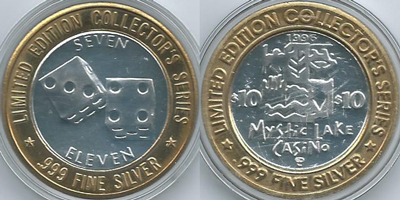 LIMITED EDITION COLLECTOR'S SERIES
SEVEN
ELEVEN
.999 FINE SILVER
LIMITED EDITION COLLECTOR'S SERIES
1996
$10 $10
MYSTIC LAKE
CASINO
.999 FINE SILVER